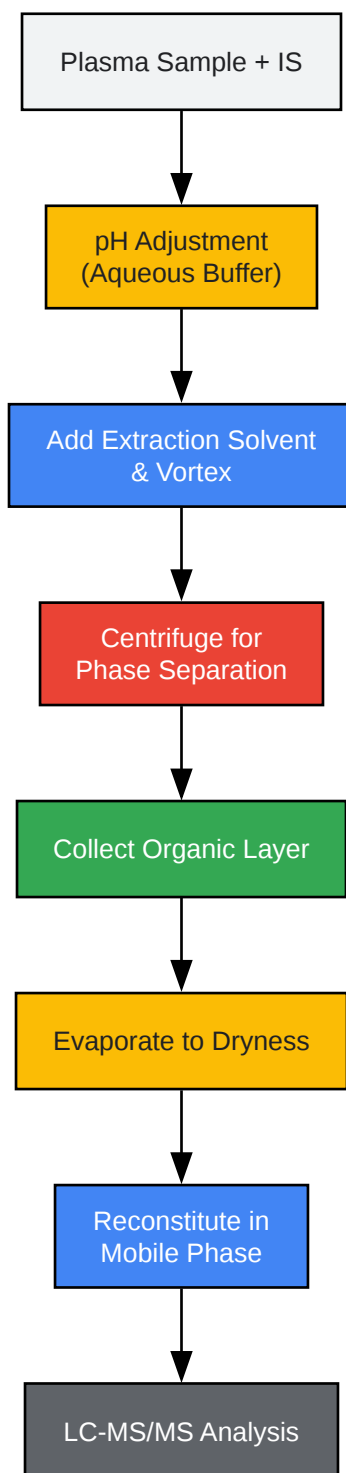 Plasma Sample + IS
pH Adjustment
(Aqueous Buffer)
Add Extraction Solvent
& Vortex
Centrifuge for
Phase Separation
Collect Organic Layer
Evaporate to Dryness
Reconstitute in
Mobile Phase
LC-MS/MS Analysis